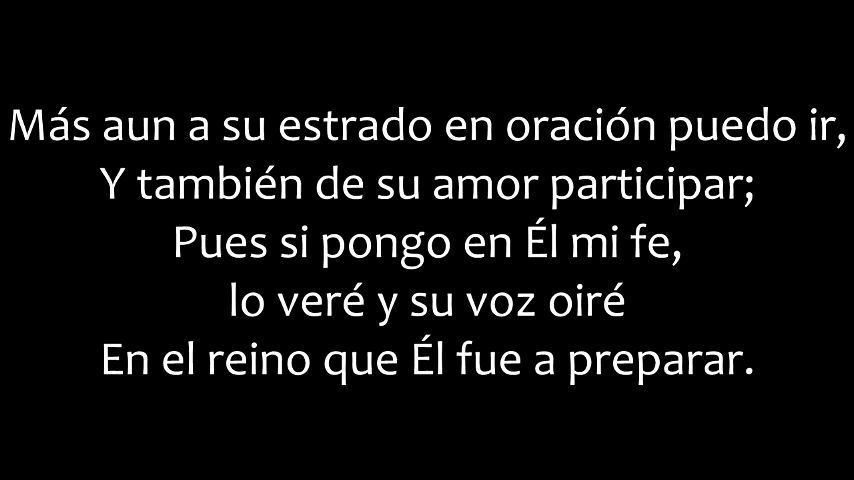 Más aun a su estrado en oración puedo ir,
Y también de su amor participar;
Pues si pongo en Él mi fe,
lo veré y su voz oiré
En el reino que Él fue a preparar.